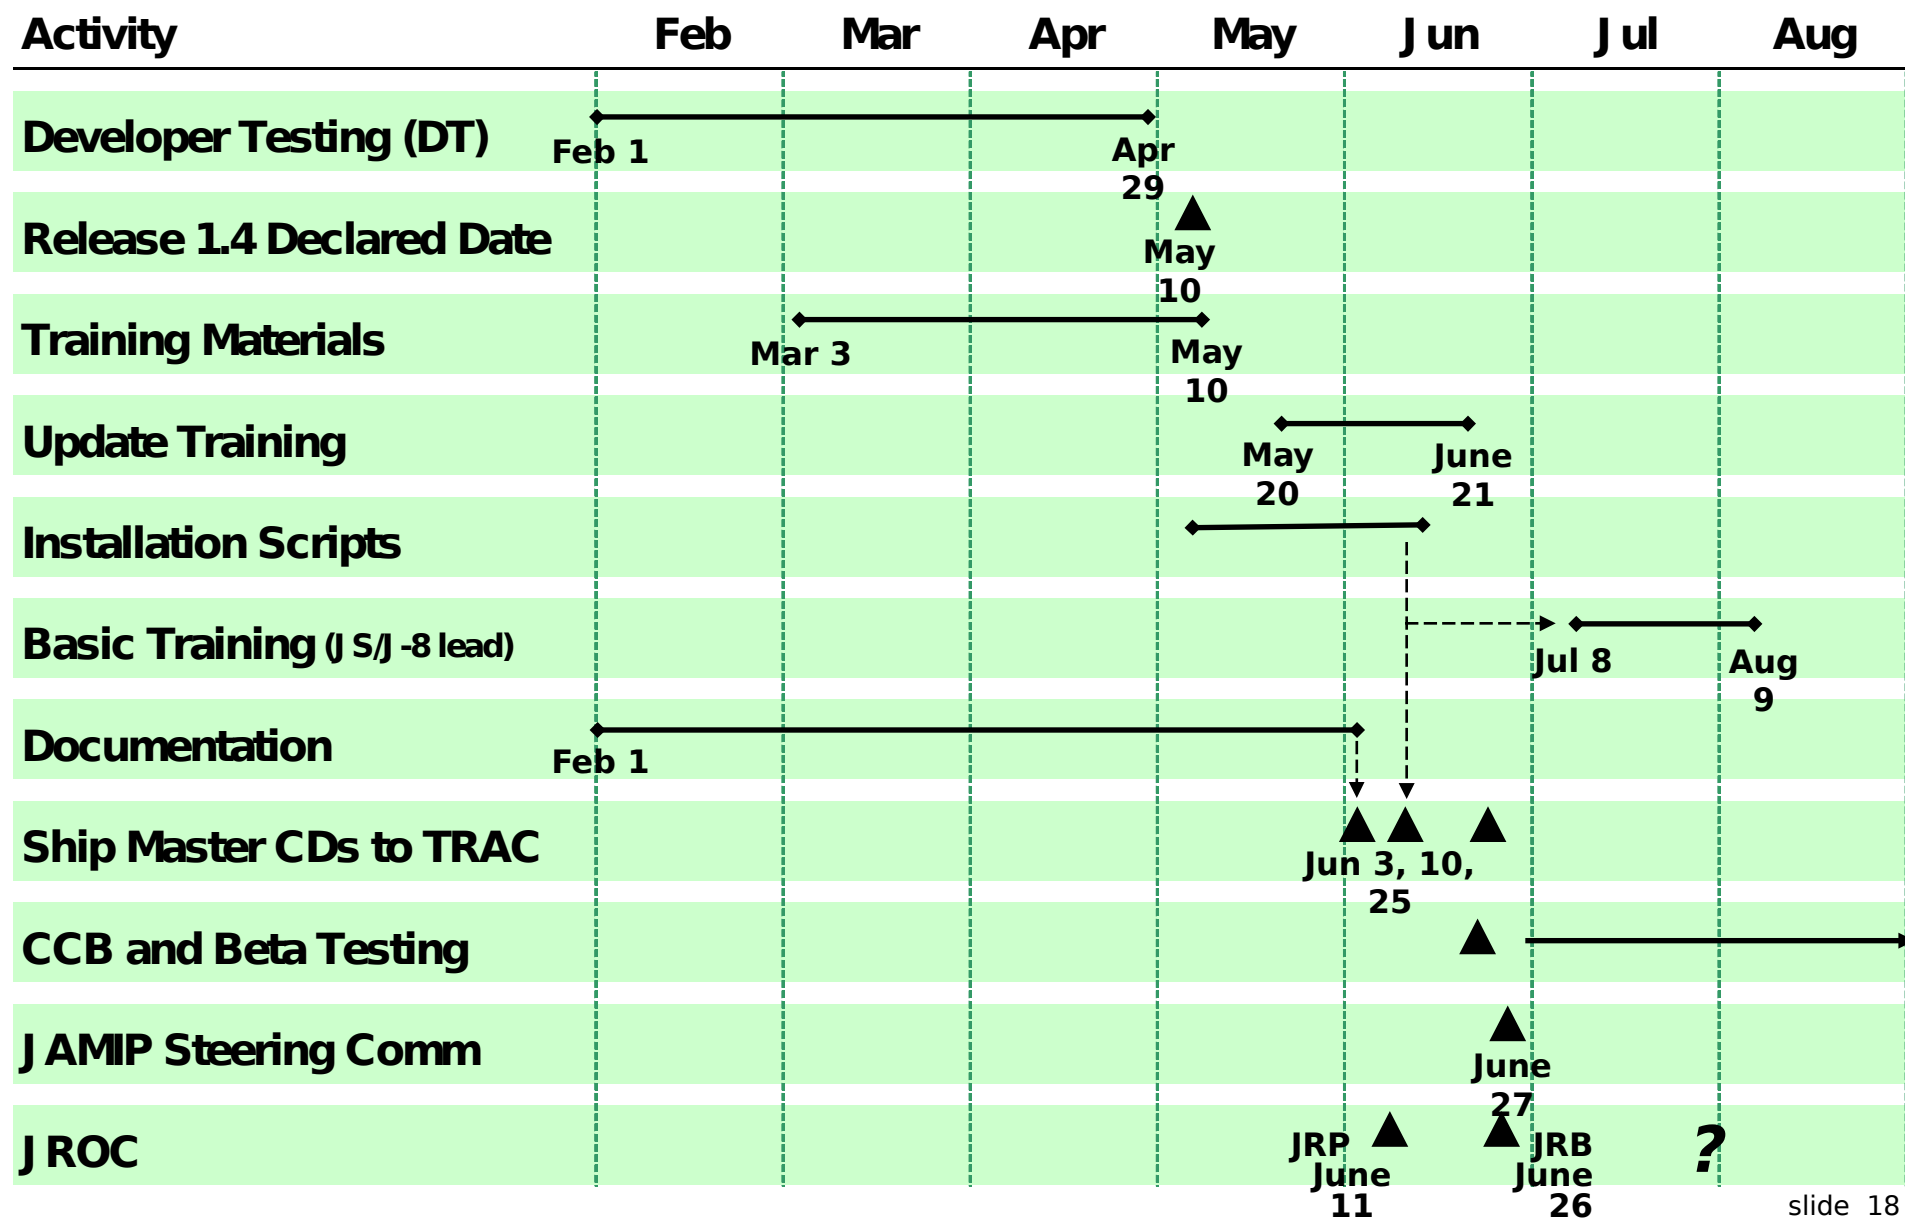 Activity Feb Mar Apr May Jun Jul Aug
Developer Testing (DT)
Feb 1
Apr
29
Release 1.4 Declared Date
May
10
Training Materials
Mar 3
May
10
Update Training
May
20
June
21
Installation Scripts
Basic Training (JS/J-8 lead)
Jul 8
Aug
9
Documentation
Feb 1
Ship Master CDs to TRAC
Jun 3, 10,
25
CCB and Beta Testing
JAMIP Steering Comm
June
27
JROC
JRP
June
11
JRB
June
26
?
slide 18